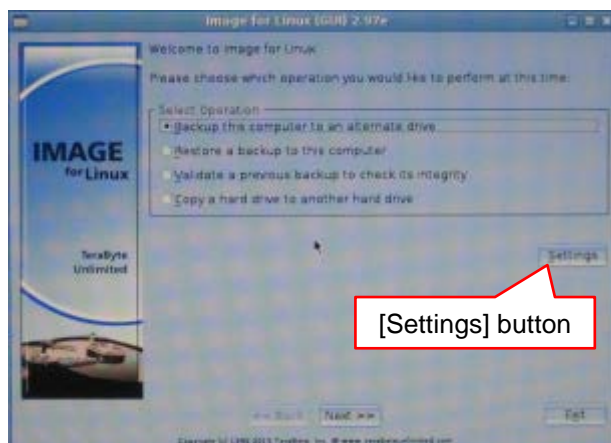 Image for Linux (GUI) 2.97e
Welcome to Image for Linux
Please choose which operation you would like to perform at this time:
Select Operation
Backup this computer to an alternate drive
Restore a backup to this computer
Validate a previous backup to check its integrity
Copy a hard drive to another hard drive
IMAGE
for Linux
TeraByte
Unlimited
Settings
[Settings] button
<< Back
Next >>
Exit